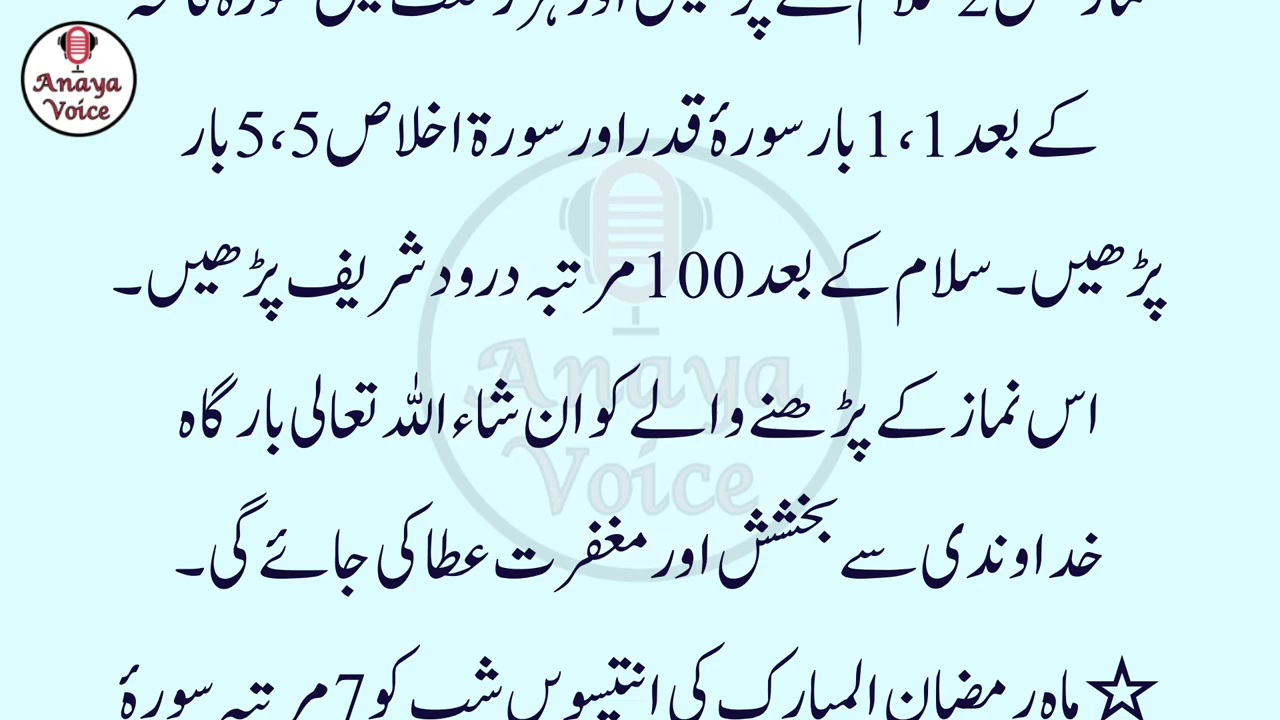 Anaya
Voice
کے بعد 1،1 بار سورۂ قدر اور سورۃ اخلاص 5،5 بار
پڑھیں۔ سلام کے بعد 100 مرتبہ درود شریف پڑھیں۔
اس نماز کے پڑھنے والے کو ان شاء اللہ تعالی بارگاہ
خداوندی سے بخشش اور مغفرت عطا کی جائے گی۔
☆ ماہ رمضان المبارک کی انتیسویں شب کو 7 مرتبہ سورۂ
Anaya
Voice